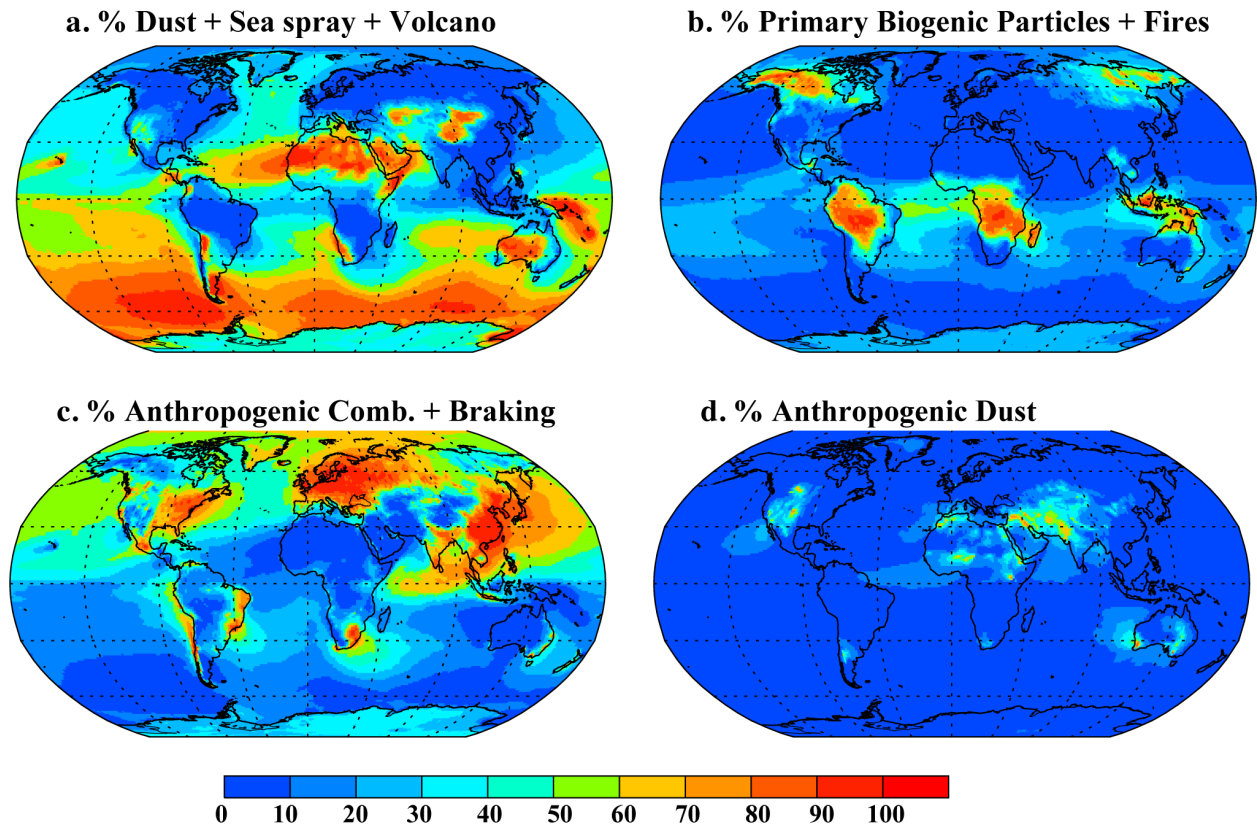 a. % Dust + Sea spray + Volcano
b. % Primary Biogenic Particles + Fires
c. % Anthropogenic Comb. + Braking
d. % Anthropogenic Dust
0 10 20 30 40 50 60 70 80 90 100